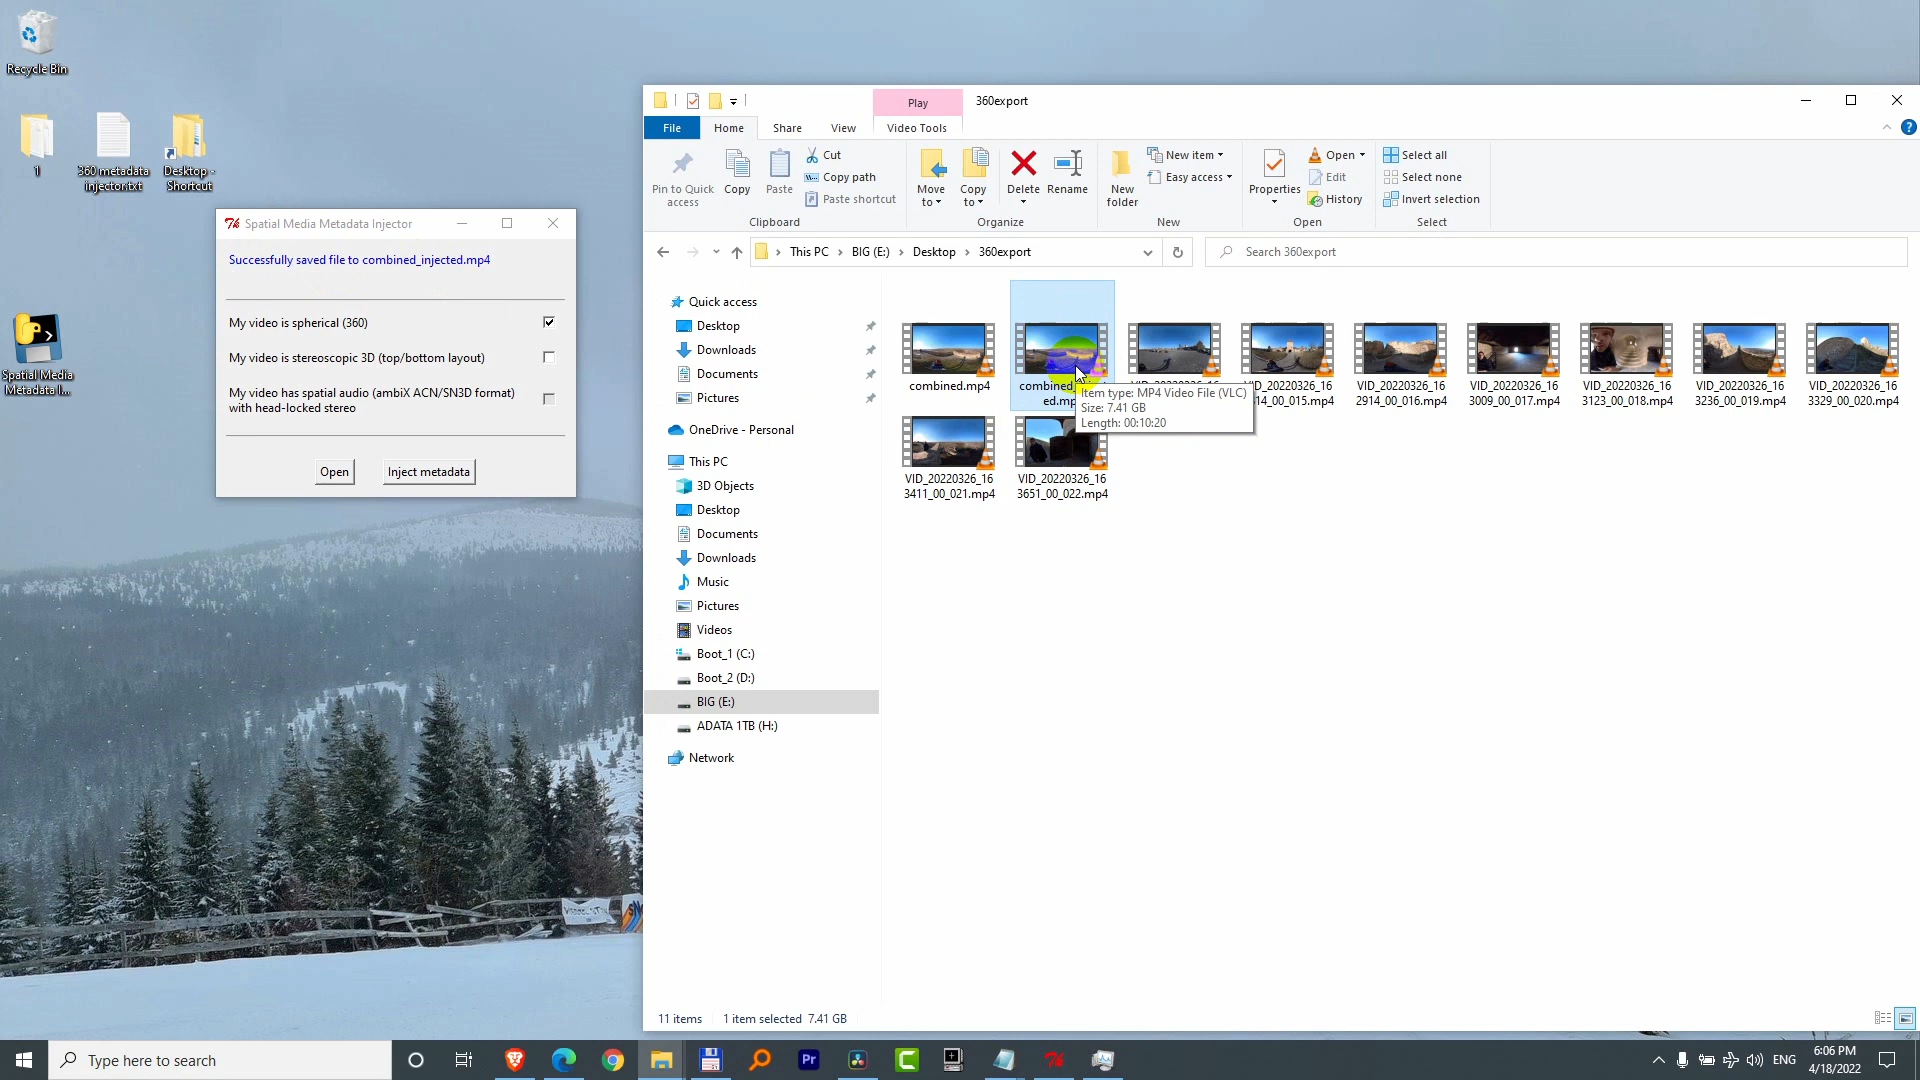 Recycle Bin
1
360 metadata
injector.txt
Desktop -
Shortcut
Spatial Media
Metadata I...
Spatial Media Metadata Injector
Successfully saved file to combined_injected.mp4
My video is spherical (360)
My video is stereoscopic 3D (top/bottom layout)
My video has spatial audio (ambiX ACN/SN3D format)
with head-locked stereo
Open
Inject metadata
Play
360export
File
Home
Share
View
Video Tools
Pin to Quick
access
Copy
Paste
Cut
Copy path
Paste shortcut
Clipboard
Move
to
Copy
to
Delete
Rename
Organize
New
folder
New item
Easy access
New
Properties
Open
Edit
History
Open
Select all
Select none
Invert selection
Select
This PC
BIG (E:)
Desktop
360export
Search 360export
Quick access
Desktop
Downloads
Documents
Pictures
OneDrive - Personal
This PC
3D Objects
Desktop
Documents
Downloads
Music
Pictures
Videos
Boot_1 (C:)
Boot_2 (D:)
BIG (E:)
ADATA 1TB (H:)
Network
combined.mp4
combined
ed.mp
VID_20220326_16
VID_20220326_16
14_00_015.mp4
VID_20220326_16
2914_00_016.mp4
VID_20220326_16
3009_00_017.mp4
VID_20220326_16
3123_00_018.mp4
VID_20220326_16
3236_00_019.mp4
VID_20220326_16
3329_00_020.mp4
Item type: MP4 Video File (VLC)
Size: 7.41 GB
Length: 00:10:20
VID_20220326_16
3411_00_021.mp4
VID_20220326_16
3651_00_022.mp4
11 items
1 item selected 7.41 GB
Type here to search
Pr
ENG
6:06 PM
4/18/2022